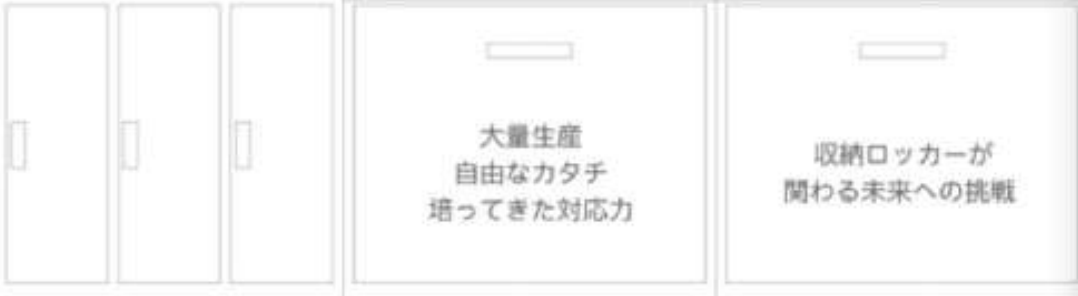 大量生産
自由なカタチ
培ってきた対応力
収納ロッカーが
関わる未来への挑戦